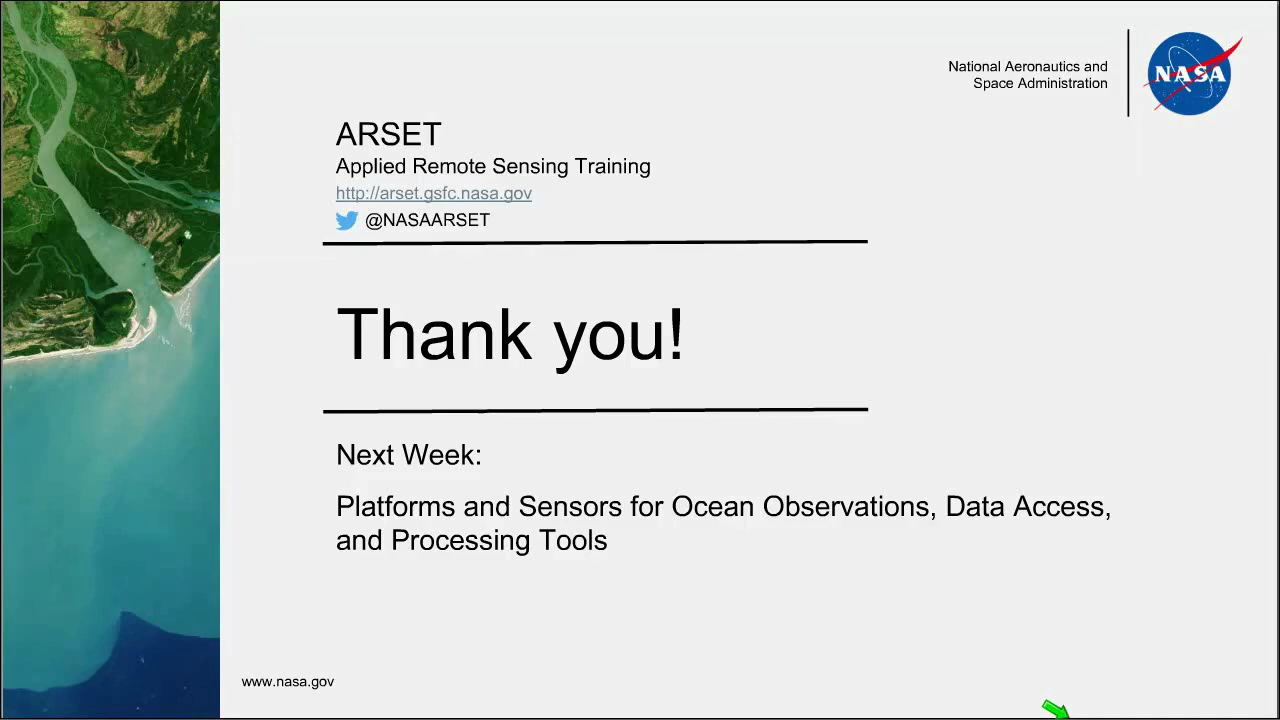 National Aeronautics and
Space Administration
NASA
ARSET
Applied Remote Sensing Training
http://arset.gsfc.nasa.gov
@NASAARSET
Thank you!
Next Week:
Platforms and Sensors for Ocean Observations, Data Access,
and Processing Tools
www.nasa.gov